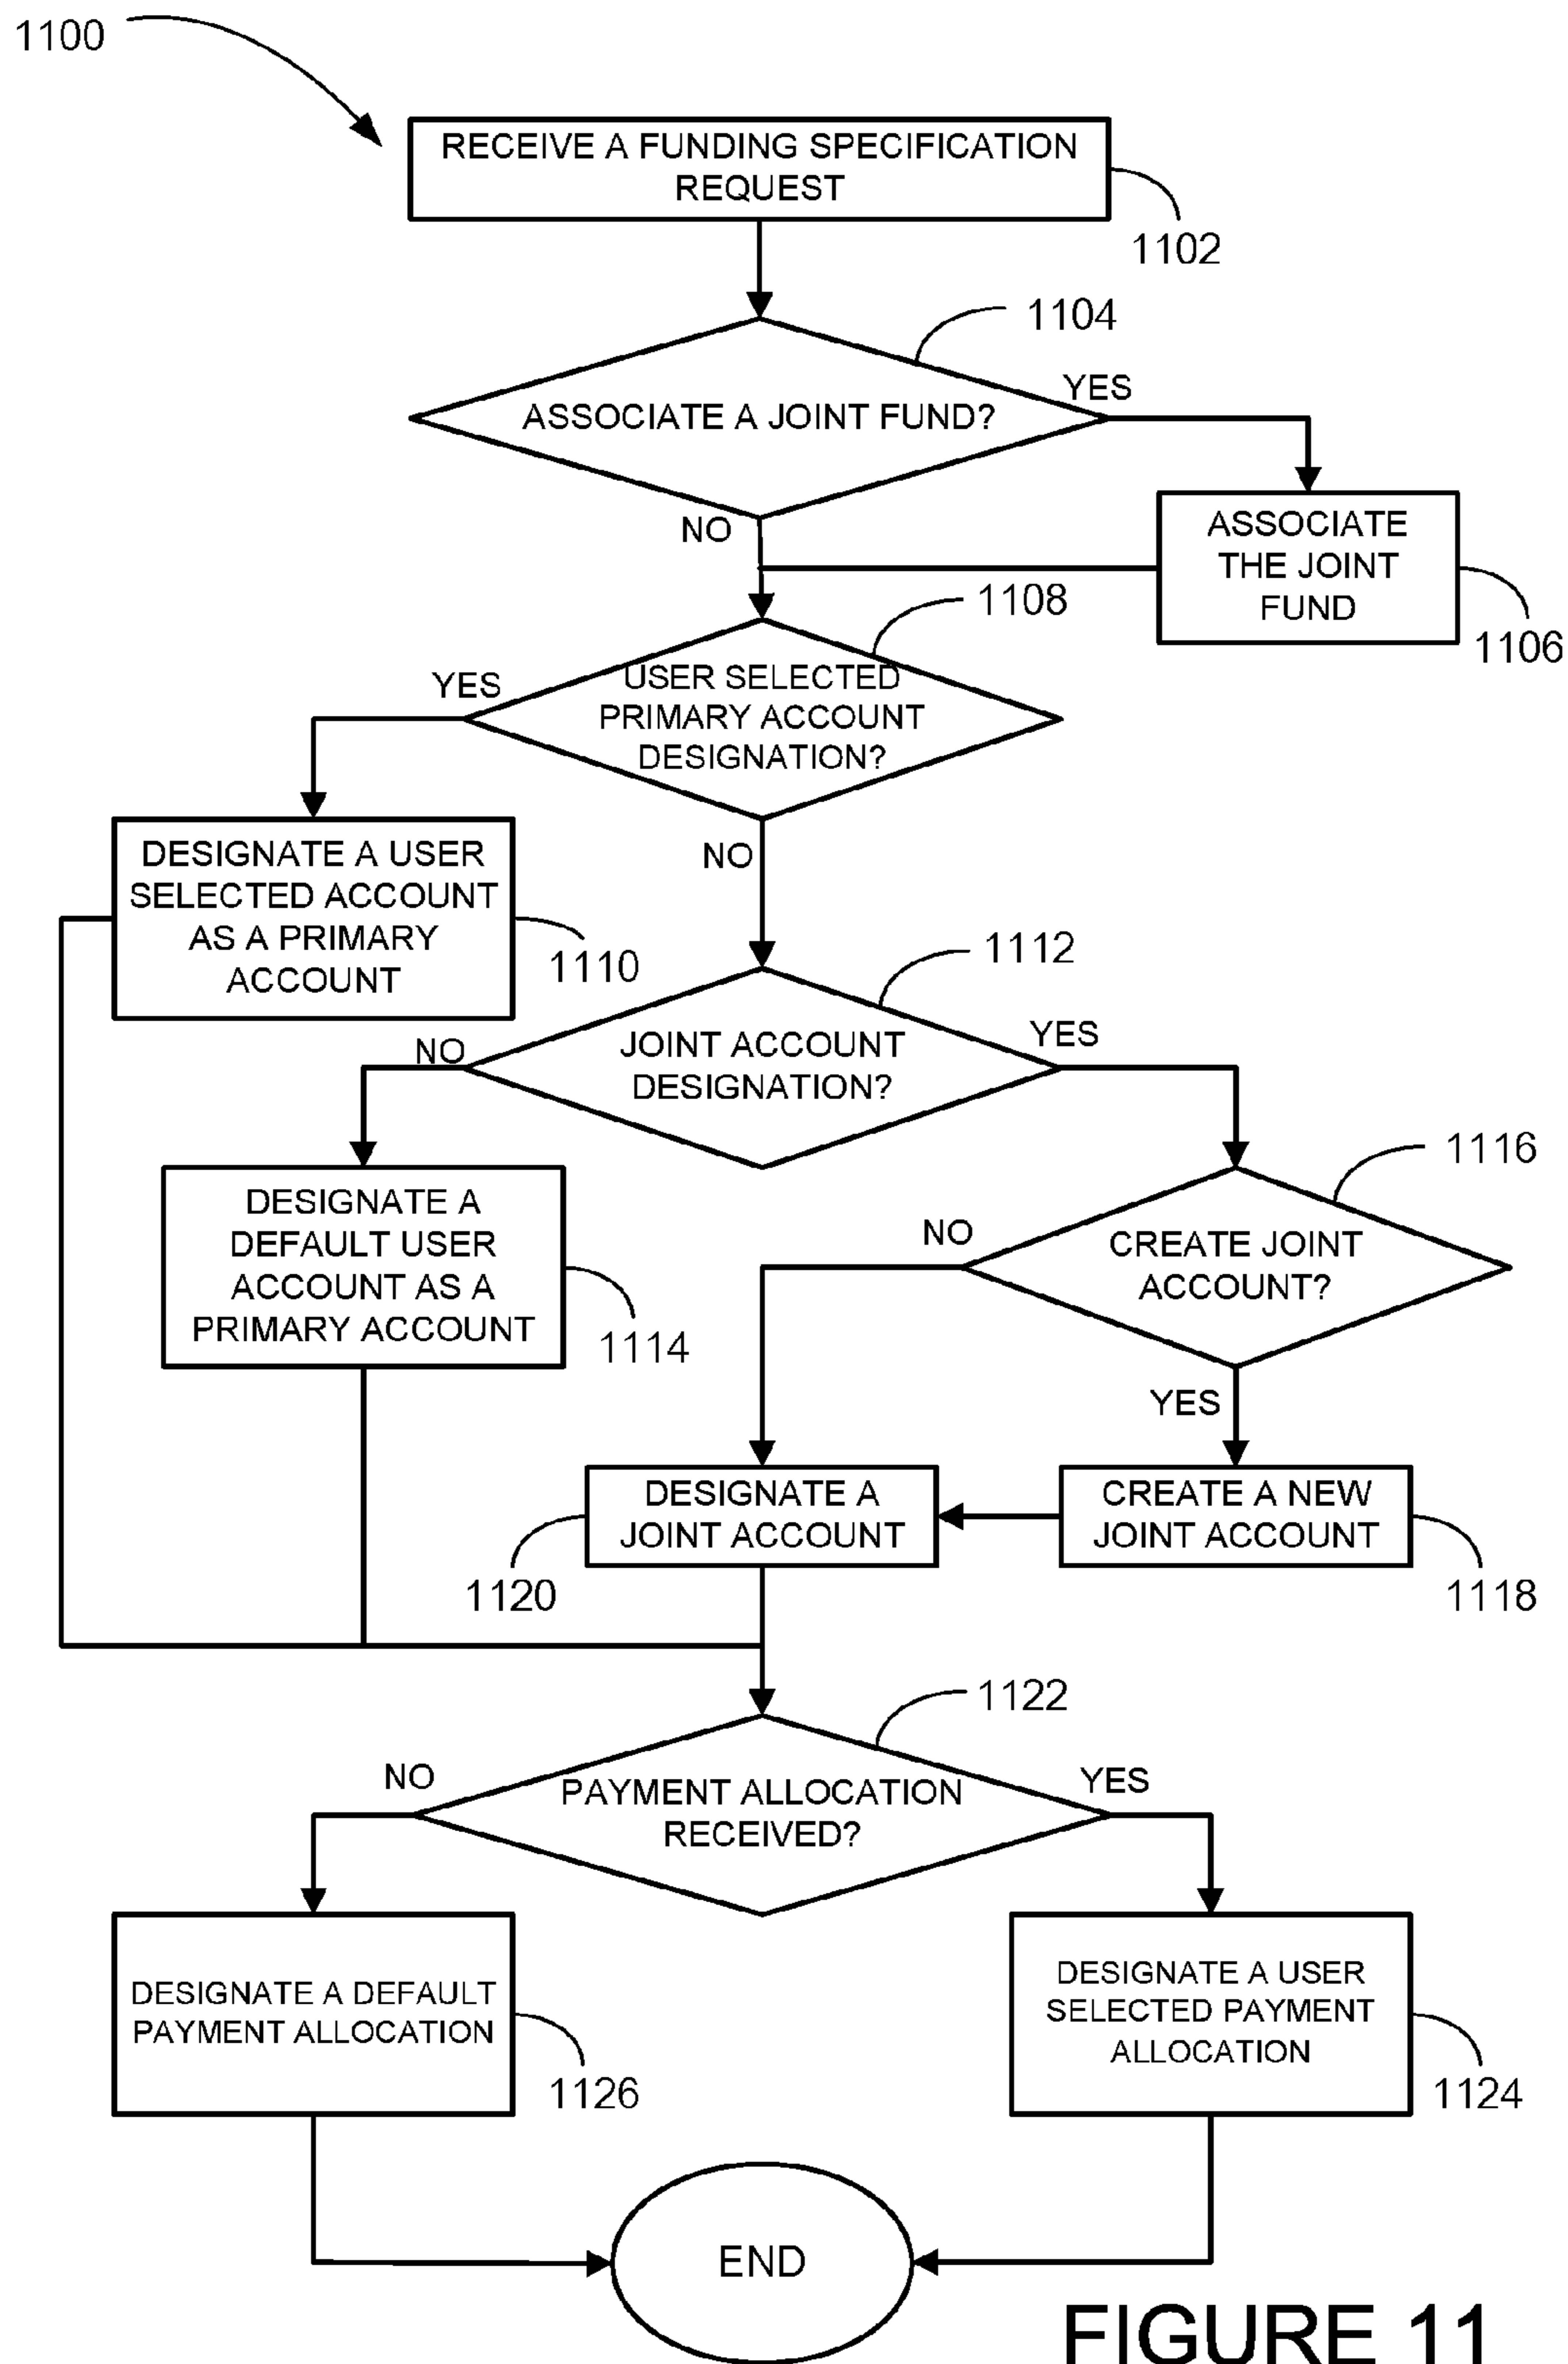 1100
RECEIVE A FUNDING SPECIFICATION
REQUEST
1102
1104
YES
ASSOCIATE A JOINT FUND?
NO
ASSOCIATE
THE JOINT
FUND
1106
1108
YES
USER SELECTED
PRIMARY ACCOUNT
DESIGNATION?
NO
DESIGNATE A USER
SELECTED ACCOUNT
AS A PRIMARY
ACCOUNT
1110
1112
NO
YES
JOINT ACCOUNT
DESIGNATION?
1116
DESIGNATE A
DEFAULT USER
ACCOUNT AS A
PRIMARY ACCOUNT
1114
NO
CREATE JOINT
ACCOUNT?
YES
DESIGNATE A
JOINT ACCOUNT
1120
CREATE A NEW
JOINT ACCOUNT
1118
1122
NO
YES
PAYMENT ALLOCATION
RECEIVED?
DESIGNATE A DEFAULT
PAYMENT ALLOCATION
1126
DESIGNATE A USER
SELECTED PAYMENT
ALLOCATION
1124
END
FIGURE 11